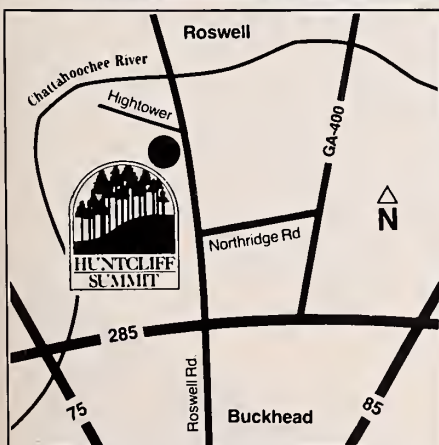 Roswell
Chattahoochee River
Hightower
GA-400
N
Northridge Rd
HUNTCLIFF
SUMMIT
285
Roswell Rd.
75
Buckhead
85